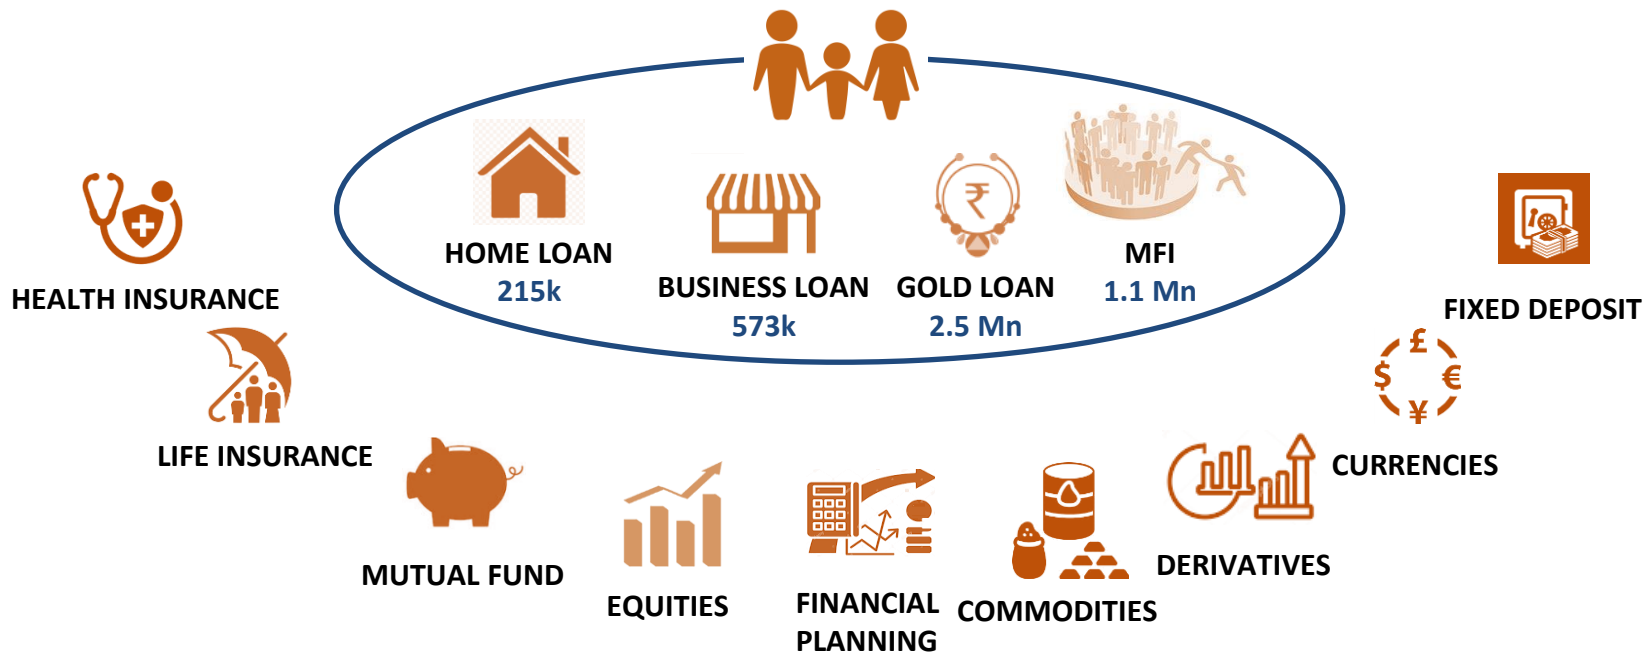 HOME LOAN
215k
BUSINESS LOAN
573k
₹
GOLD LOAN
2.5 Mn
MFI
1.1 Mn
HEALTH INSURANCE
LIFE INSURANCE
MUTUAL FUND
EQUITIES
FINANCIAL
PLANNING
COMMODITIES
DERIVATIVES
£
$ €
¥
CURRENCIES
FIXED DEPOSIT